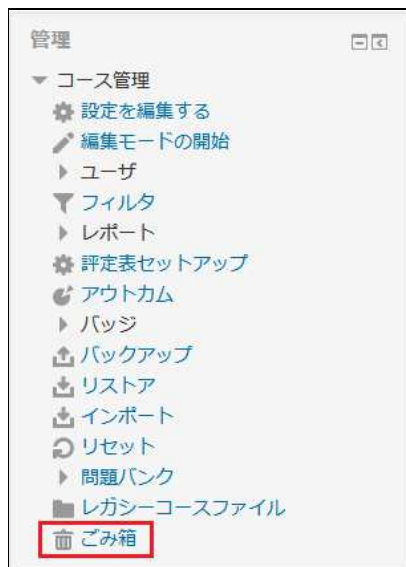 管理
コース管理
設定を編集する
編集モードの開始
ユーザ
フィルタ
レポート
評定表セットアップ
アウトカム
バッジ
バックアップ
リストア
インポート
リセット
問題バンク
レガシーコースファイル
ごみ箱